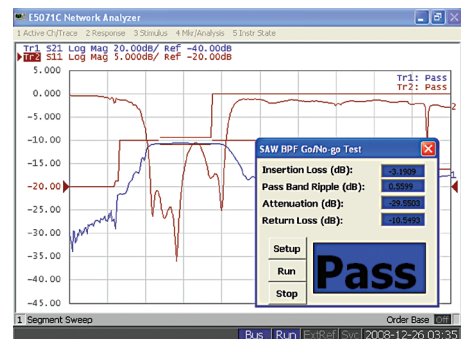 E5071C Network Analyzer
1 Active Ch/Trace 2 Response 3 Stimulus 4 Mkr/Analysis 5 Instr State
Tr1 S21 Log Mag 20.00dB/ Ref -40.00dB
Tr2 S11 Log Mag 5.000dB/ Ref -20.00dB
Tr1: Pass
Tr2: Pass
5.000
0.000
-5.000
-10.00
-15.00
-20.00
-25.00
-30.00
-35.00
-40.00
-45.00
2
1
SAW BPF Go/No-go Test
Insertion Loss (dB): -3.1909
Pass Band Ripple (dB): 0.5599
Attenuation (dB): -29.5503
Return Loss (dB): -10.5493
Setup
Run
Stop
Pass
1 Segment Sweep
Order Base Off
Bus Run ExtRef Svc 2008-12-26 03:35